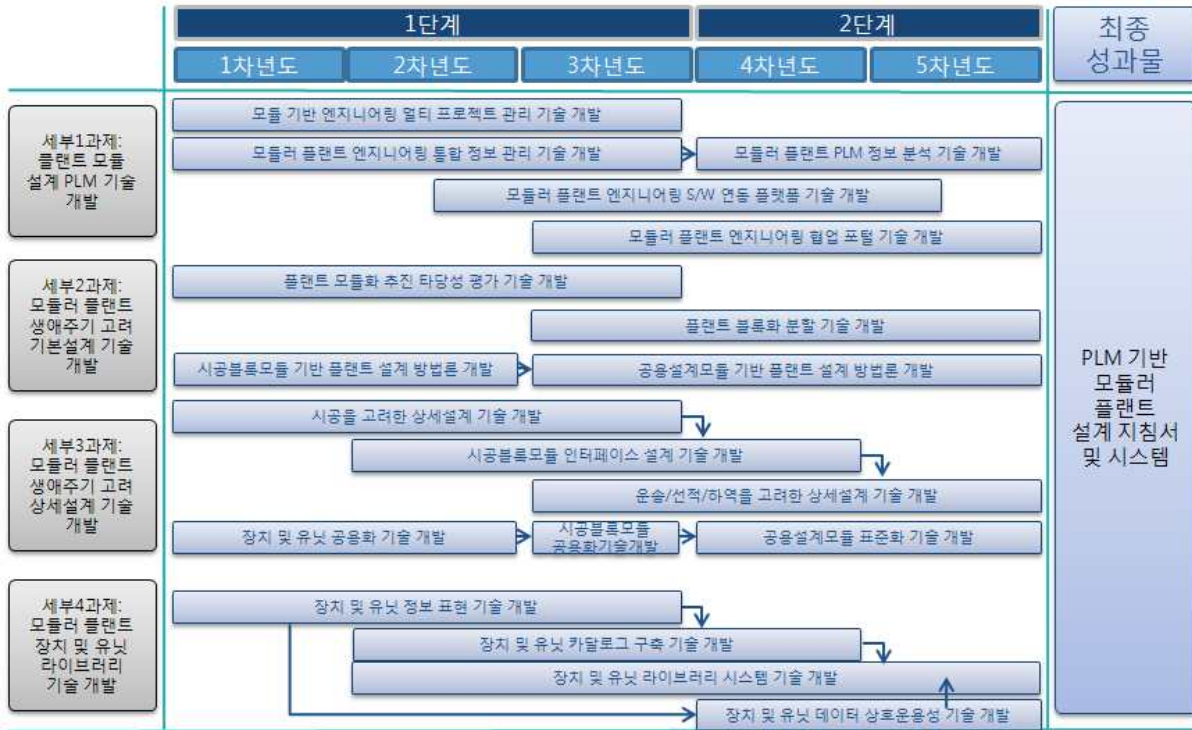 1단계
2단계
최종
성과물
1차년도
2차년도
3차년도
4차년도
5차년도
세부1과제:
플랜트 모듈
설계 PLM 기술
개발
모듈 기반 엔지니어링 멀티 프로젝트 관리 기술 개발
모듈러 플랜트 엔지니어링 통합 정보 관리 기술 개발
모듈러 플랜트 PLM 정보 분석 기술 개발
모듈러 플랜트 엔지니어링 S/W 연동 플랫폼 기술 개발
모듈러 플랜트 엔지니어링 협업 포털 기술 개발
세부2과제:
모듈러 플랜트
생애주기 고려
기본설계 기술
개발
플랜트 모듈화 추진 타당성 평가 기술 개발
플랜트 블록화 분할 기술 개발
시공블록모듈 기반 플랜트 설계 방법론 개발
공용설계모듈 기반 플랜트 설계 방법론 개발
세부3과제:
모듈러 플랜트
생애주기 고려
상세설계 기술
개발
시공을 고려한 상세설계 기술 개발
시공블록모듈 인터페이스 설계 기술 개발
운송/선적/하역을 고려한 상세설계 기술 개발
장치 및 유닛 공용화 기술 개발
시공블록모듈
공용화기술개발
공용설계모듈 표준화 기술 개발
세부4과제:
모듈러 플랜트
장치 및 유닛
라이브러리
기술 개발
장치 및 유닛 정보 표현 기술 개발
장치 및 유닛 카달로그 구축 기술 개발
장치 및 유닛 라이브러리 시스템 기술 개발
장치 및 유닛 데이터 상호운용성 기술 개발
PLM 기반
모듈러
플랜트
설계 지침서
및 시스템